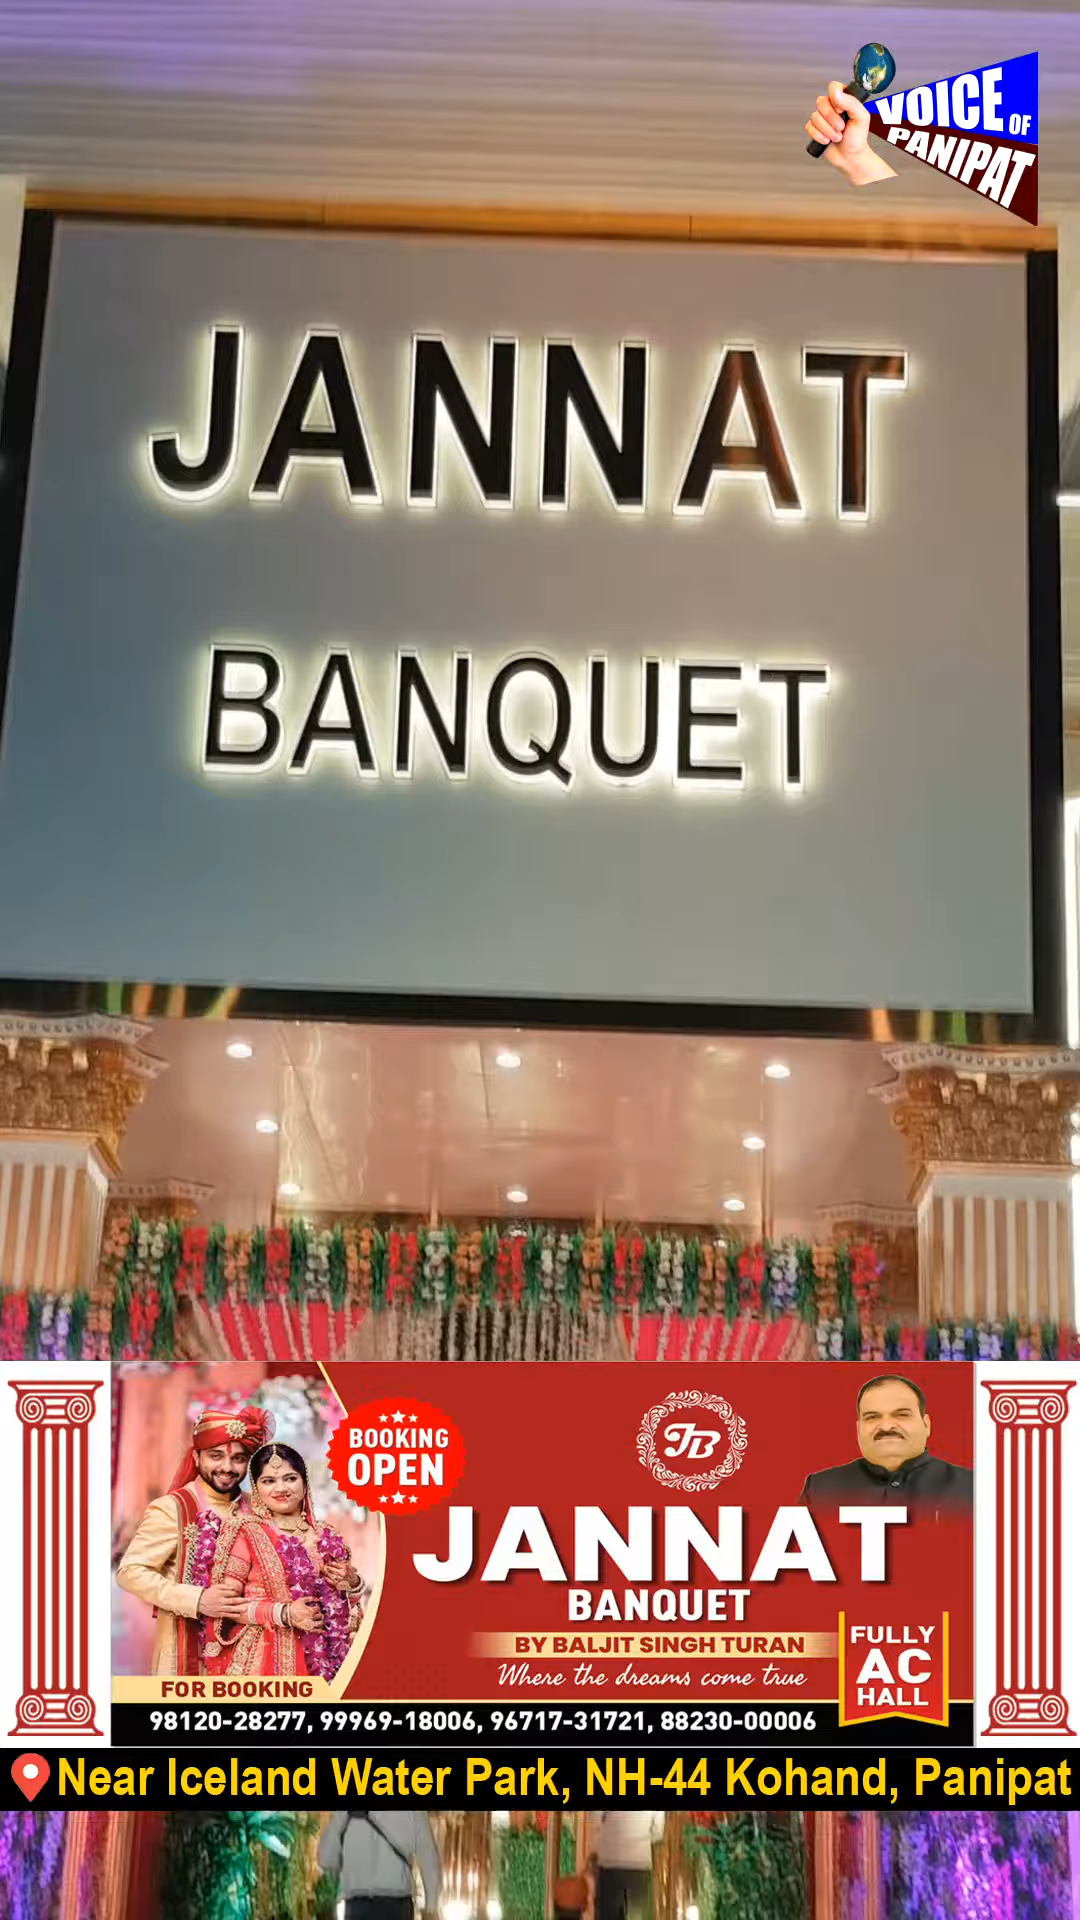 VOICE OF
PANIPAT
JANNAT
BANQUET
BOOKING
OPEN
JB
JANNAT
BANQUET
BY BALJIT SINGH TURAN
Where the dreams come true
FULLY
AC
HALL
FOR BOOKING
98120-28277, 99969-18006, 96717-31721, 88230-00006
Near Iceland Water Park, NH-44 Kohand, Panipat